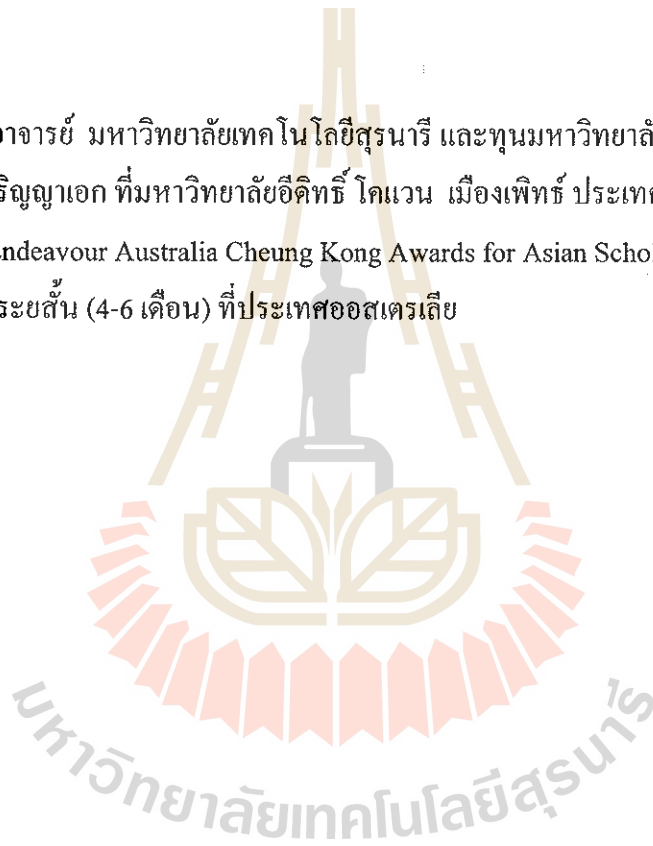 อาจารย์ มหาวิทยาลัยเทคโนโลยีสุรนารี และทุนมหาวิทยาลั
ริญญาเอก ที่มหาวิทยาลัยอีดิทธิ์ โคแวน เมืองเพิทธ์ ประเทศ
ndeavour Australia Cheung Kong Awards for Asian Schol
ระยสั้น (4-6 เดือน) ที่ประเทศออสเตรเลีย
มหาวิทยาลัยเทคโนโลยีสุรนารี